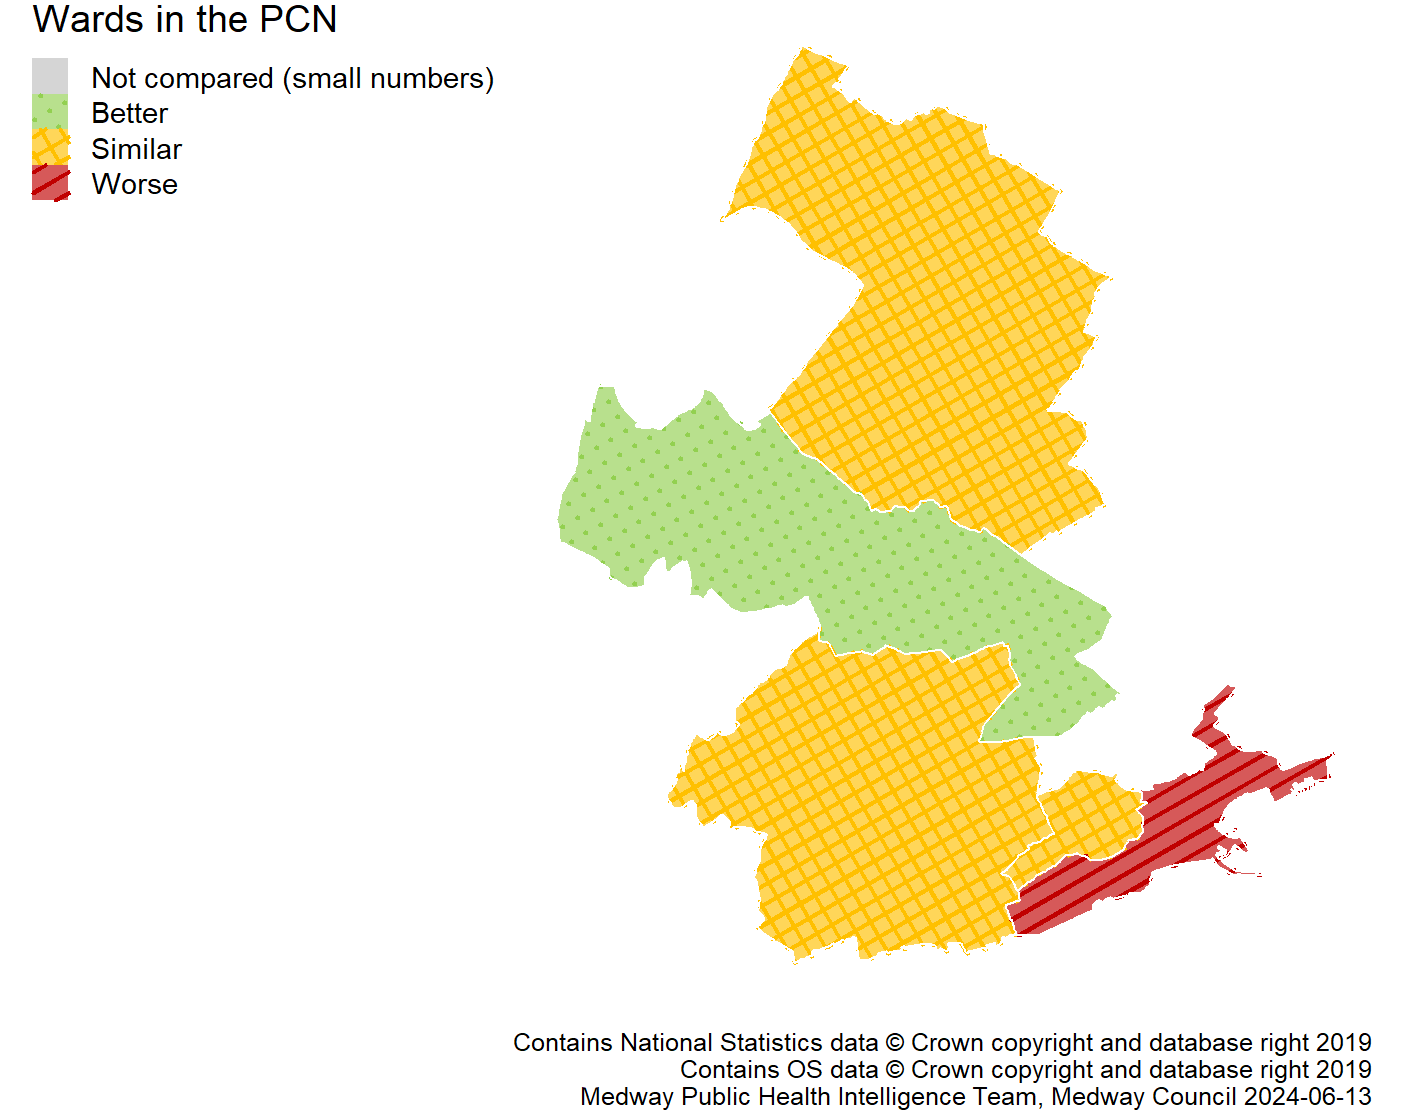 Wards in the PCN
Not compared (small numbers)
Better
Similar
Worse
Contains National Statistics data © Crown copyright and database right 2019
Contains OS data © Crown copyright and database right 2019
Medway Public Health Intelligence Team, Medway Council 2024-06-13